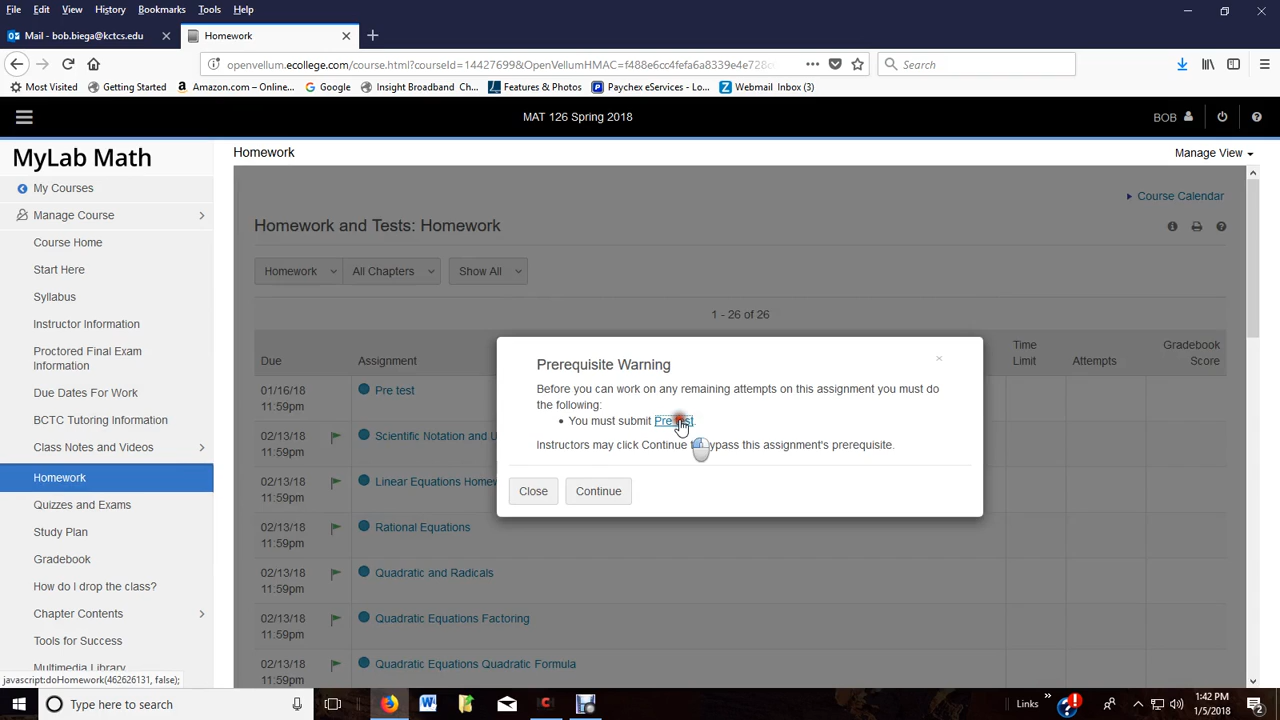 File Edit View History Bookmarks Tools Help
Mail - bob.biega@kctcs.edu
Homework
openvellum.ecollege.com/course.html?courseId=14427699&OpenVellumHMAC=f488e6cc4fefa6a8339e4e728
Search
Most Visited Getting Started Amazon.com – Online... Google Insight Broadband Ch... Features & Photos Paychex eServices - Lo... Webmail Inbox (3)
MAT 126 Spring 2018
BOB
MyLab Math
My Courses
Manage Course
Course Home
Start Here
Syllabus
Instructor Information
Proctored Final Exam
Information
Due Dates For Work
BCTC Tutoring Information
Class Notes and Videos
Homework
Quizzes and Exams
Study Plan
Gradebook
How do I drop the class?
Chapter Contents
Tools for Success
Multimedia Library
javascript:doHomework(462626131, false);
Homework
Manage View
Course Calendar
Homework and Tests: Homework
Homework All Chapters Show All
1 - 26 of 26
Due Assignment Time Limit Attempts Gradebook Score
01/16/18 11:59pm Pre test
02/13/18 11:59pm Scientific Notation and
02/13/18 11:59pm Linear Equations
02/13/18 11:59pm Rational Equations
02/13/18 11:59pm Quadratic and Radicals
02/13/18 11:59pm Quadratic Equations Factoring
02/13/18 11:59pm Quadratic Equations Quadratic Formula
Prerequisite Warning
Before you can work on any remaining attempts on this assignment you must do
the following:
You must submit
Instructors may click Continue bypass this assignment's prerequisite.
Close Continue
Type here to search
Links
1:42 PM
1/5/2018